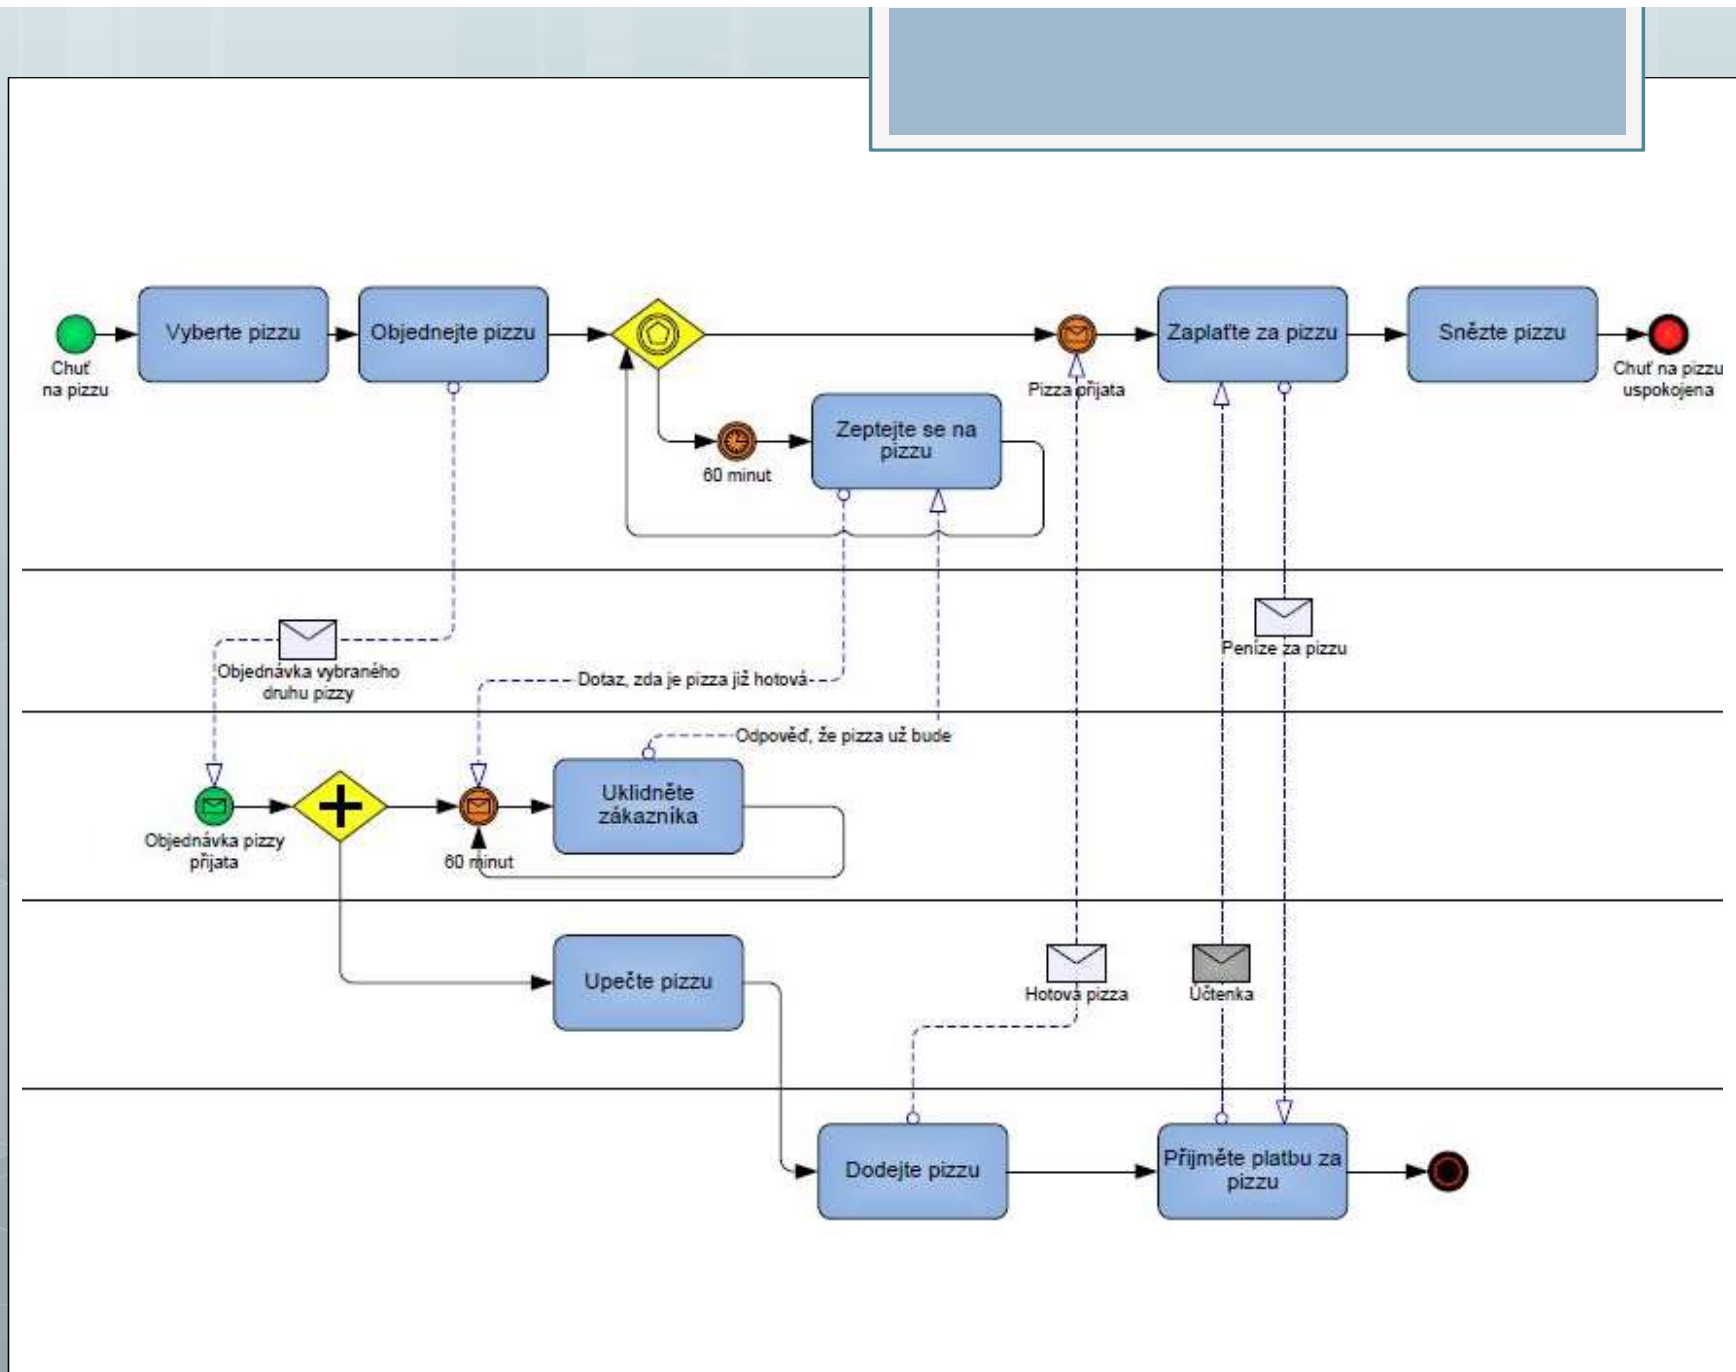 Vyberte pizzu
Objednejte pizzu
Zaplaťte za pizzu
Snězte pizzu
Chuť
na pizzu
Pizza přijata
Chuť na pizzu
uspokojena
Zeptejte se na
pizzu
60 minut
Objednávka vybraného
druhu pizzy
Dotaz, zda je pizza již hotová
Peníze za pizzu
Odpověď, že pizza už bude
Uklidněte
zákazníka
Objednávka pizzy
přijata
60 minut
Upečte pizzu
Hotová pizza
Účtenka
Dodejte pizzu
Přijměte platbu za
pizzu